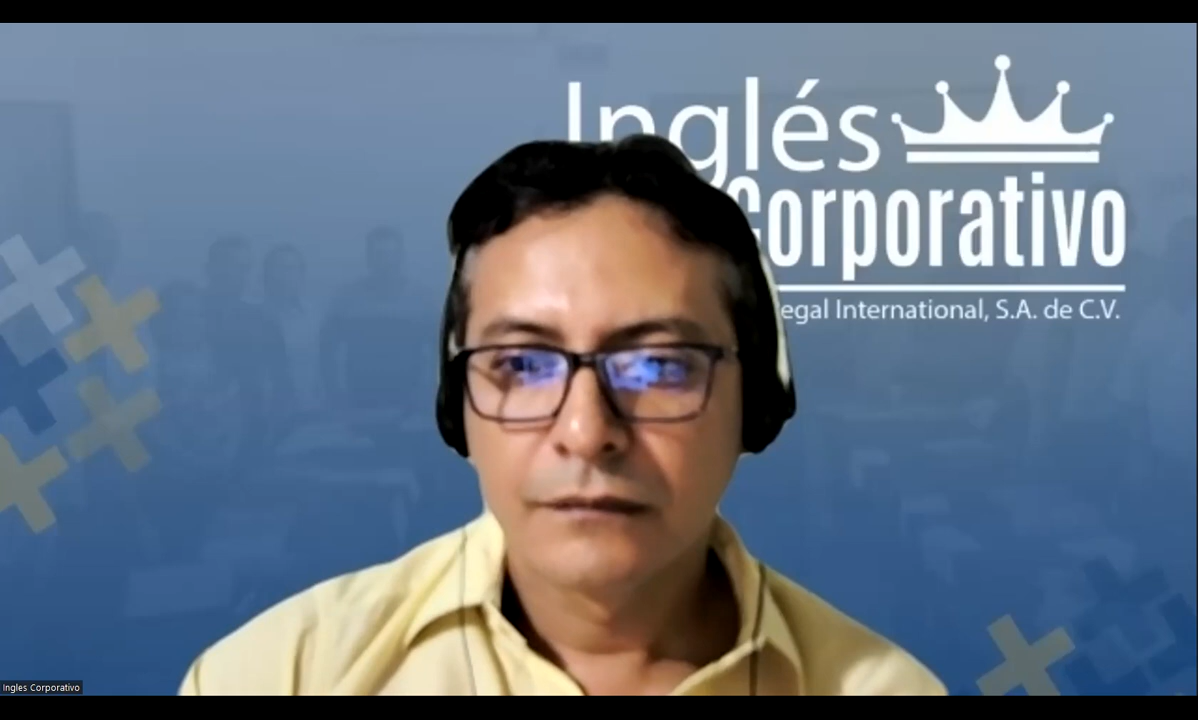 Inglés
Corporativo
egal International, S.A. de C.V.
Ingles Corporativo